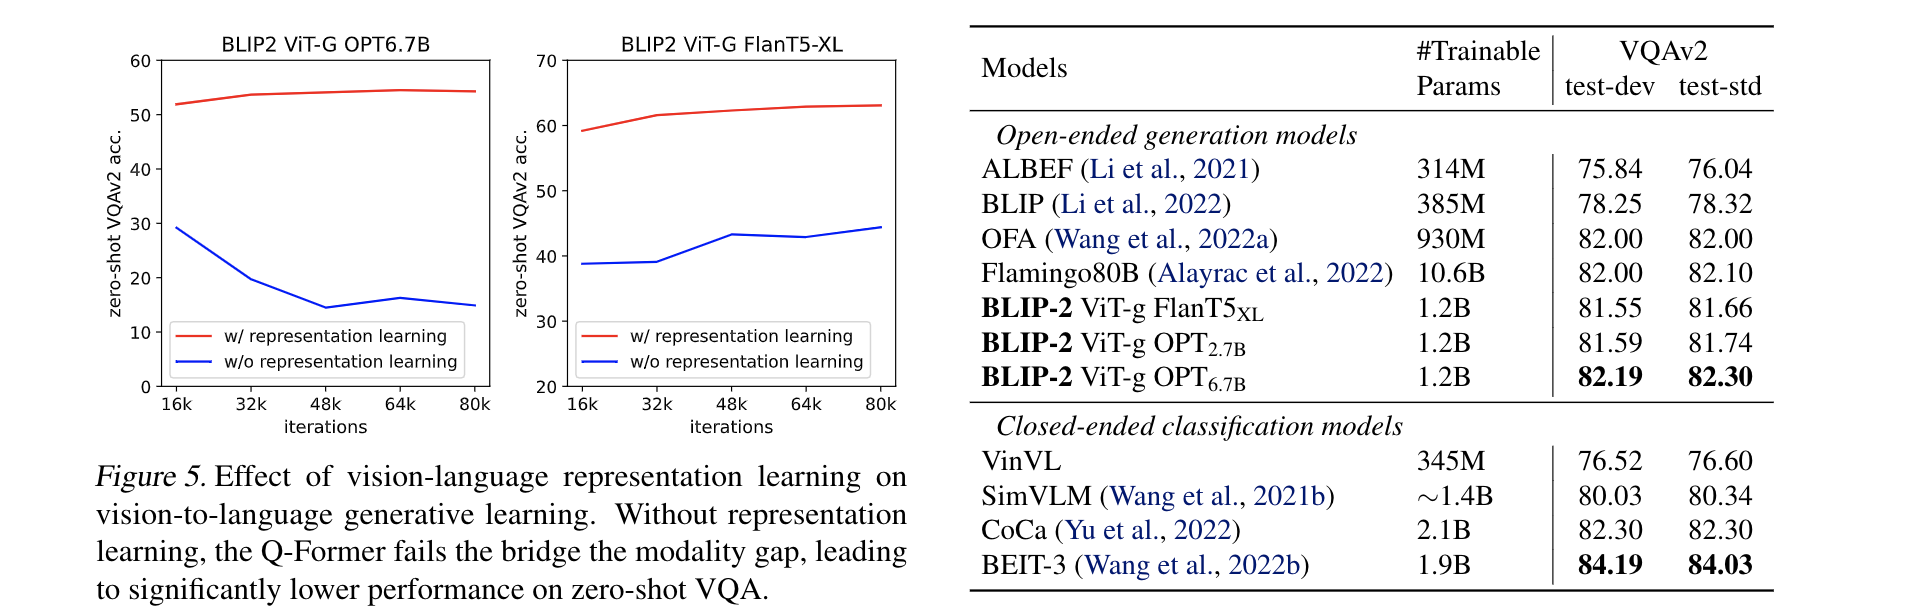 BLIP2 ViT-G OPT6.7B
zero-shot VQAv2 acc.
60
50
40
30
20
10
0
w/ representation learning
w/o representation learning
16k 32k 48k 64k 80k
iterations
BLIP2 ViT-G FlanT5-XL
zero-shot VQAv2 acc.
70
60
50
40
30
20
w/ representation learning
w/o representation learning
16k 32k 48k 64k 80k
iterations
Figure 5. Effect of vision-language representation learning on
vision-to-language generative learning. Without representation
learning, the Q-Former fails the bridge the modality gap, leading
to significantly lower performance on zero-shot VQA.
Models #Trainable Params VQAv2
test-dev test-std
Open-ended generation models
ALBEF (Li et al., 2021) 314M 75.84 76.04
BLIP (Li et al., 2022) 385M 78.25 78.32
OFA (Wang et al., 2022a) 930M 82.00 82.00
Flamingo80B (Alayrac et al., 2022) 10.6B 82.00 82.10
BLIP-2 ViT-g FlanT5XL 1.2B 81.55 81.66
BLIP-2 ViT-g OPT2.7B 1.2B 81.59 81.74
BLIP-2 ViT-g OPT6.7B 1.2B 82.19 82.30
Closed-ended classification models
VinVL 345M 76.52 76.60
SimVLM (Wang et al., 2021b) ~1.4B 80.03 80.34
CoCa (Yu et al., 2022) 2.1B 82.30 82.30
BEIT-3 (Wang et al., 2022b) 1.9B 84.19 84.03